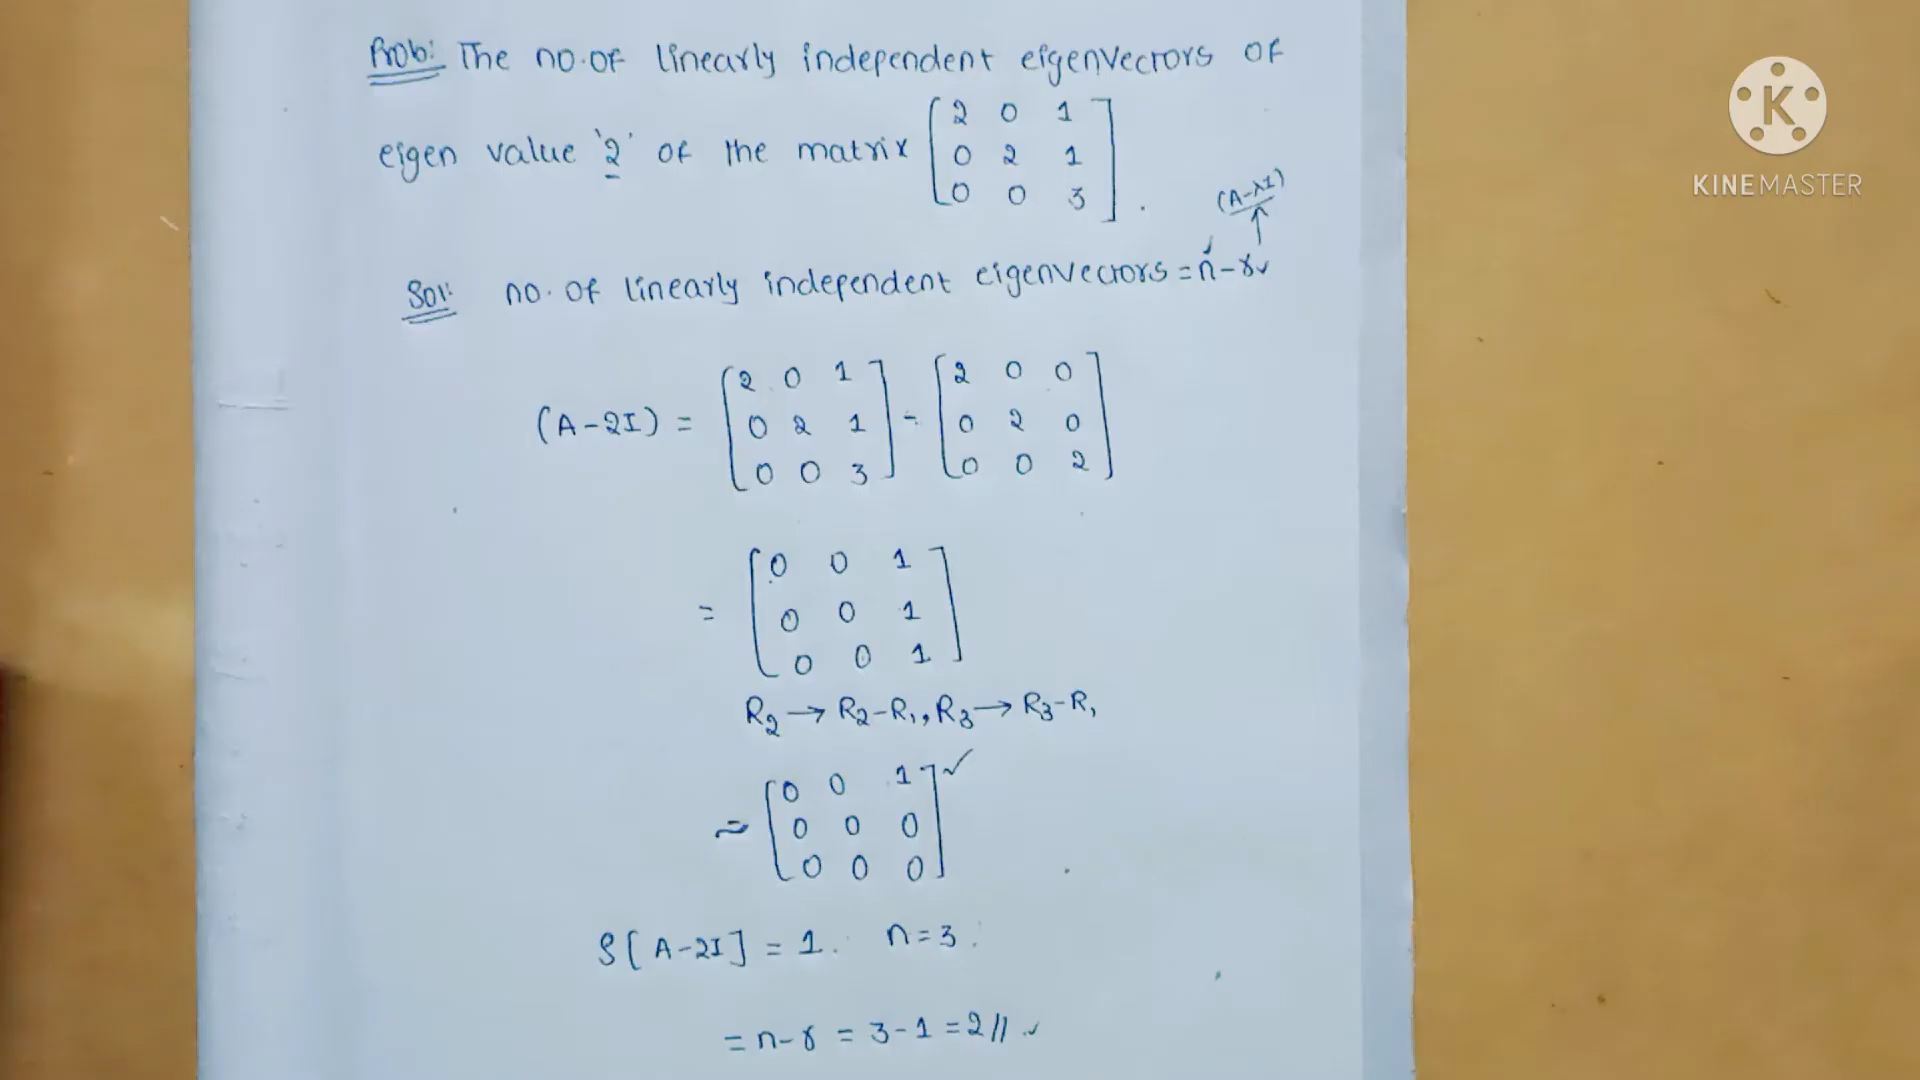 Prob: The no.of linearly independent eigenvectors of
eigen value '2' of the matrix [2 0 1
0 2 1
0 0 3].
(A-λI)
Sol: no. of linearly independent eigenvectors = n-r
(A-2I) = [2 0 1
0 2 1
0 0 3] - [2 0 0
0 2 0
0 0 2]
= [0 0 1
0 0 1
0 0 1]
R2 → R2-R1, R3 → R3-R1
~ [0 0 1
0 0 0
0 0 0]
ρ[A-2I] = 1. n=3.
= n-r = 3-1 = 2//
K
KINEMASTER